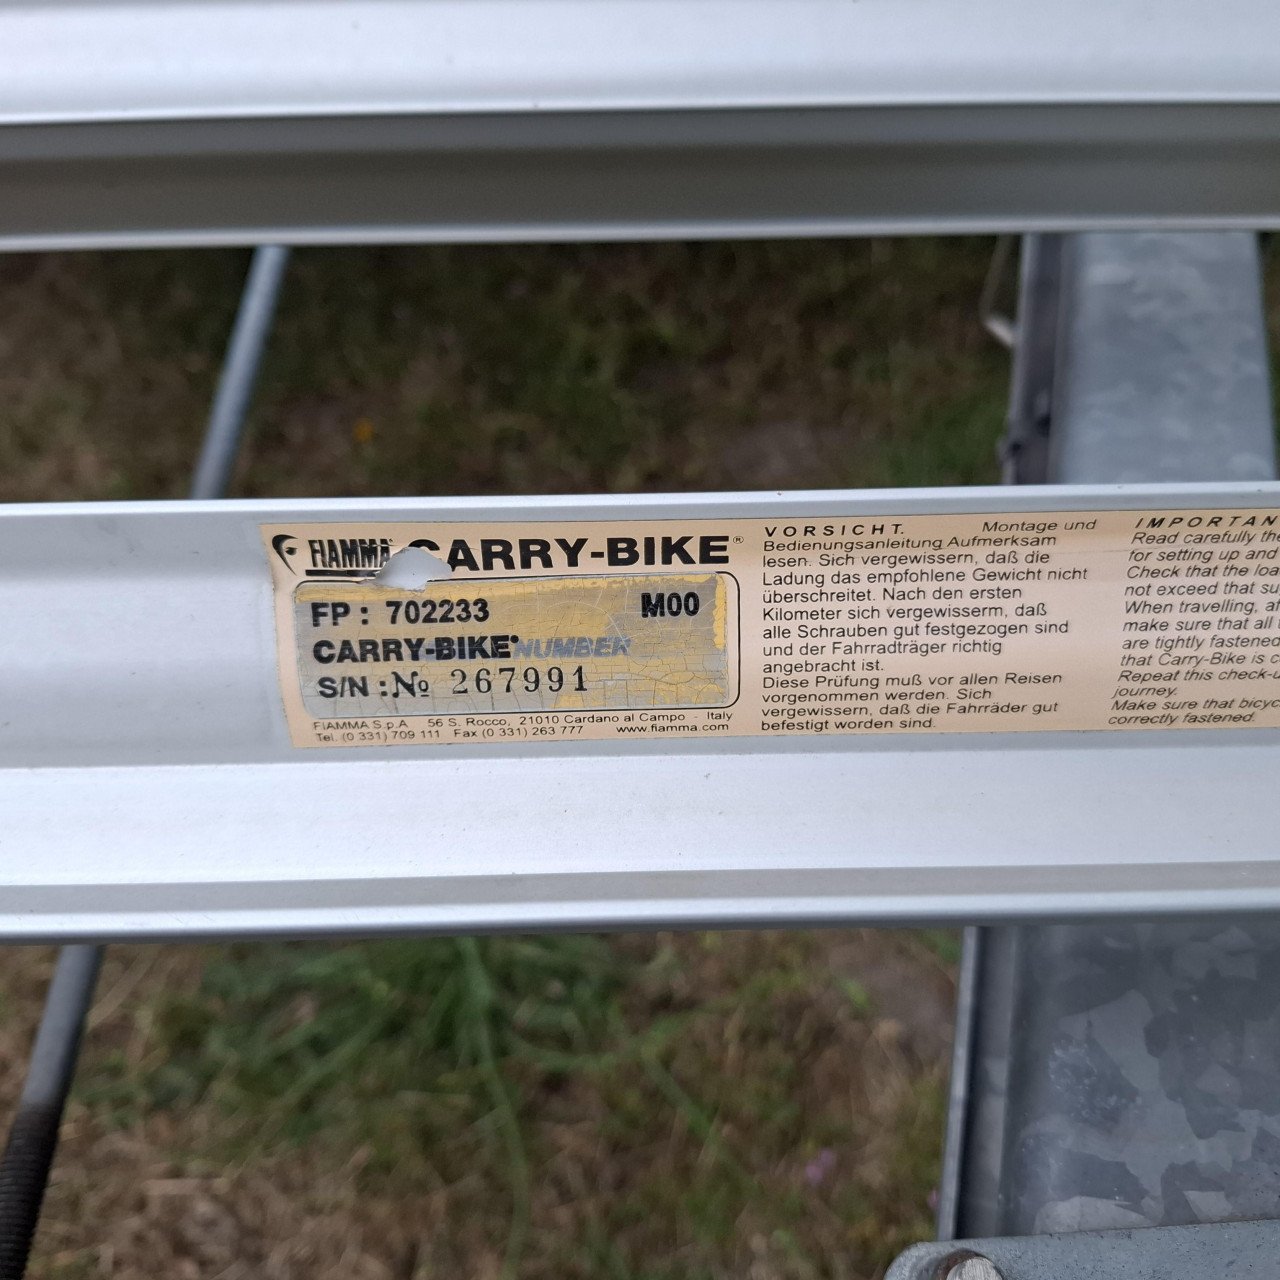 FIAMMA® CARRY-BIKE®
FP : 702233 M00
CARRY-BIKE® NUMBER
S/N : № 267991
FIAMMA S.p.A 56 S. Rocco, 21010 Cardano al Campo - Italy
Tel. (0 331) 709 111 Fax (0 331) 263 777 www.fiamma.com
VORSICHT. Montage und
Bedienungsanleitung Aufmerksam
lesen. Sich vergewissern, daß die
Ladung das empfohlene Gewicht nicht
überschreitet. Nach den ersten
Kilometer sich vergewisserm, daß
alle Schrauben gut festgezogen sind
und der Fahrradträger richtig
angebracht ist.
Diese Prüfung muß vor allen Reisen
vorgenommen werden. Sich
vergewissern, daß die Fahrräder gut
befestigt worden sind.
IMPORTAN
Read carefully the
for setting up and
Check that the loa
not exceed that su
When travelling, af
make sure that all
are tightly fastened
that Carry-Bike is c
Repeat this check-u
journey.
Make sure that bicyc
correctly fastened.